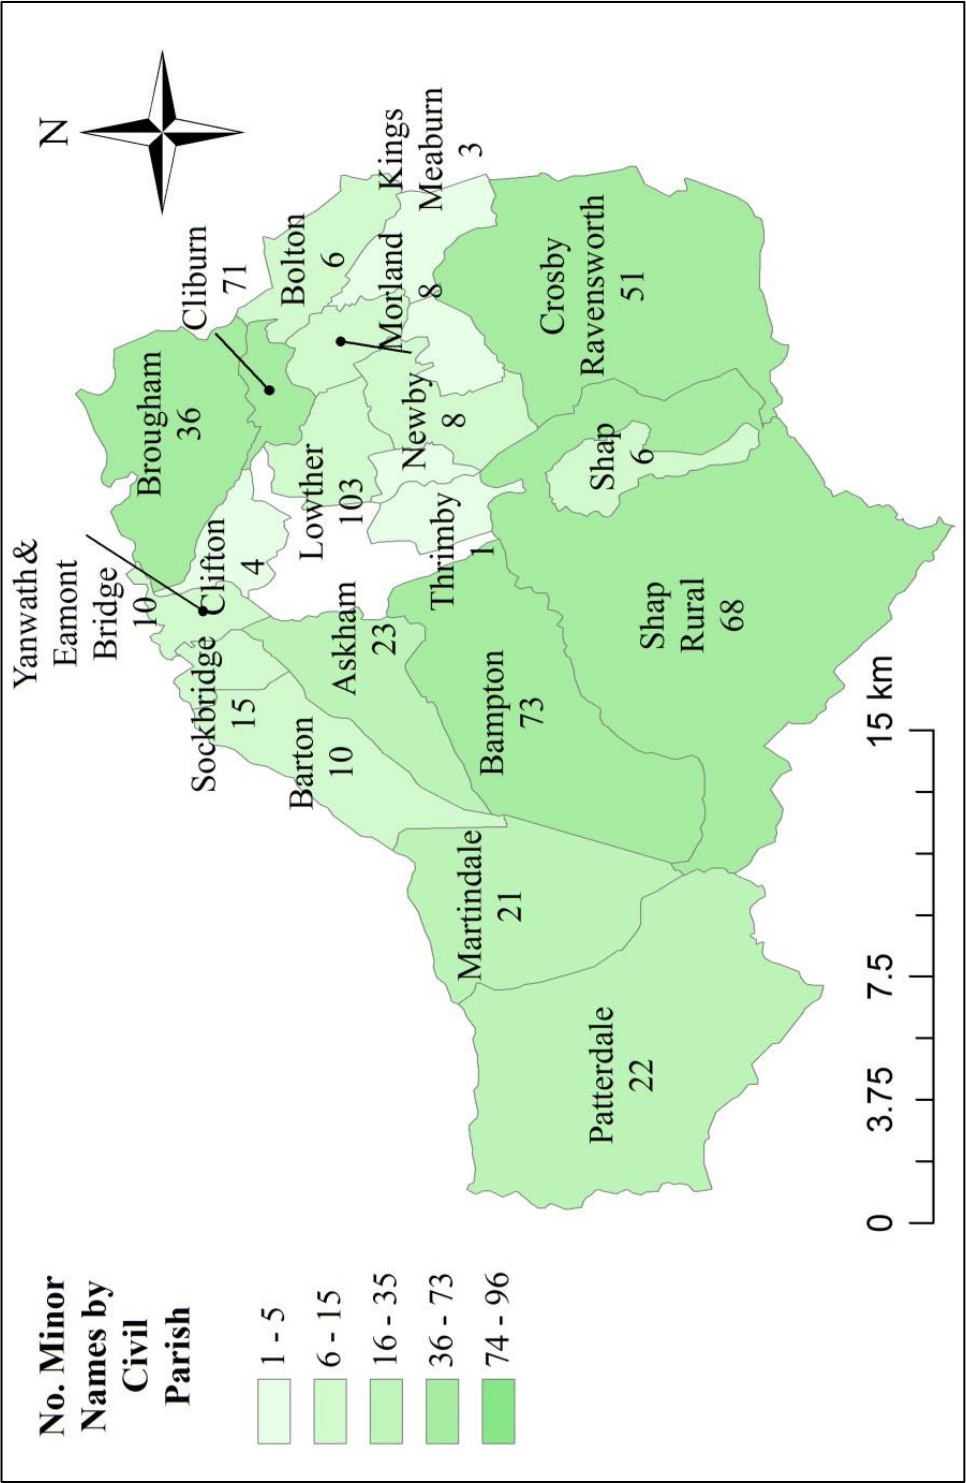 No. Minor
Names by
Civil
Parish
1 - 5
6 - 15
16 - 35
36 - 73
74 - 96
N
Yanwath &
Eamont
Bridge
10
Brougham
36
Cliburn
71
Clifton
4
Sockbridge
15
Barton
10
Lowther
103
Bolton
6
Morland
8
Kings
Meaburn
3
Newby
8
Askham
23
Thrimby
1
Martindale
21
Bampton
73
Shap
6
Crosby
Ravensworth
51
Patterdale
22
Shap
Rural
68
0
3.75
7.5
15 km